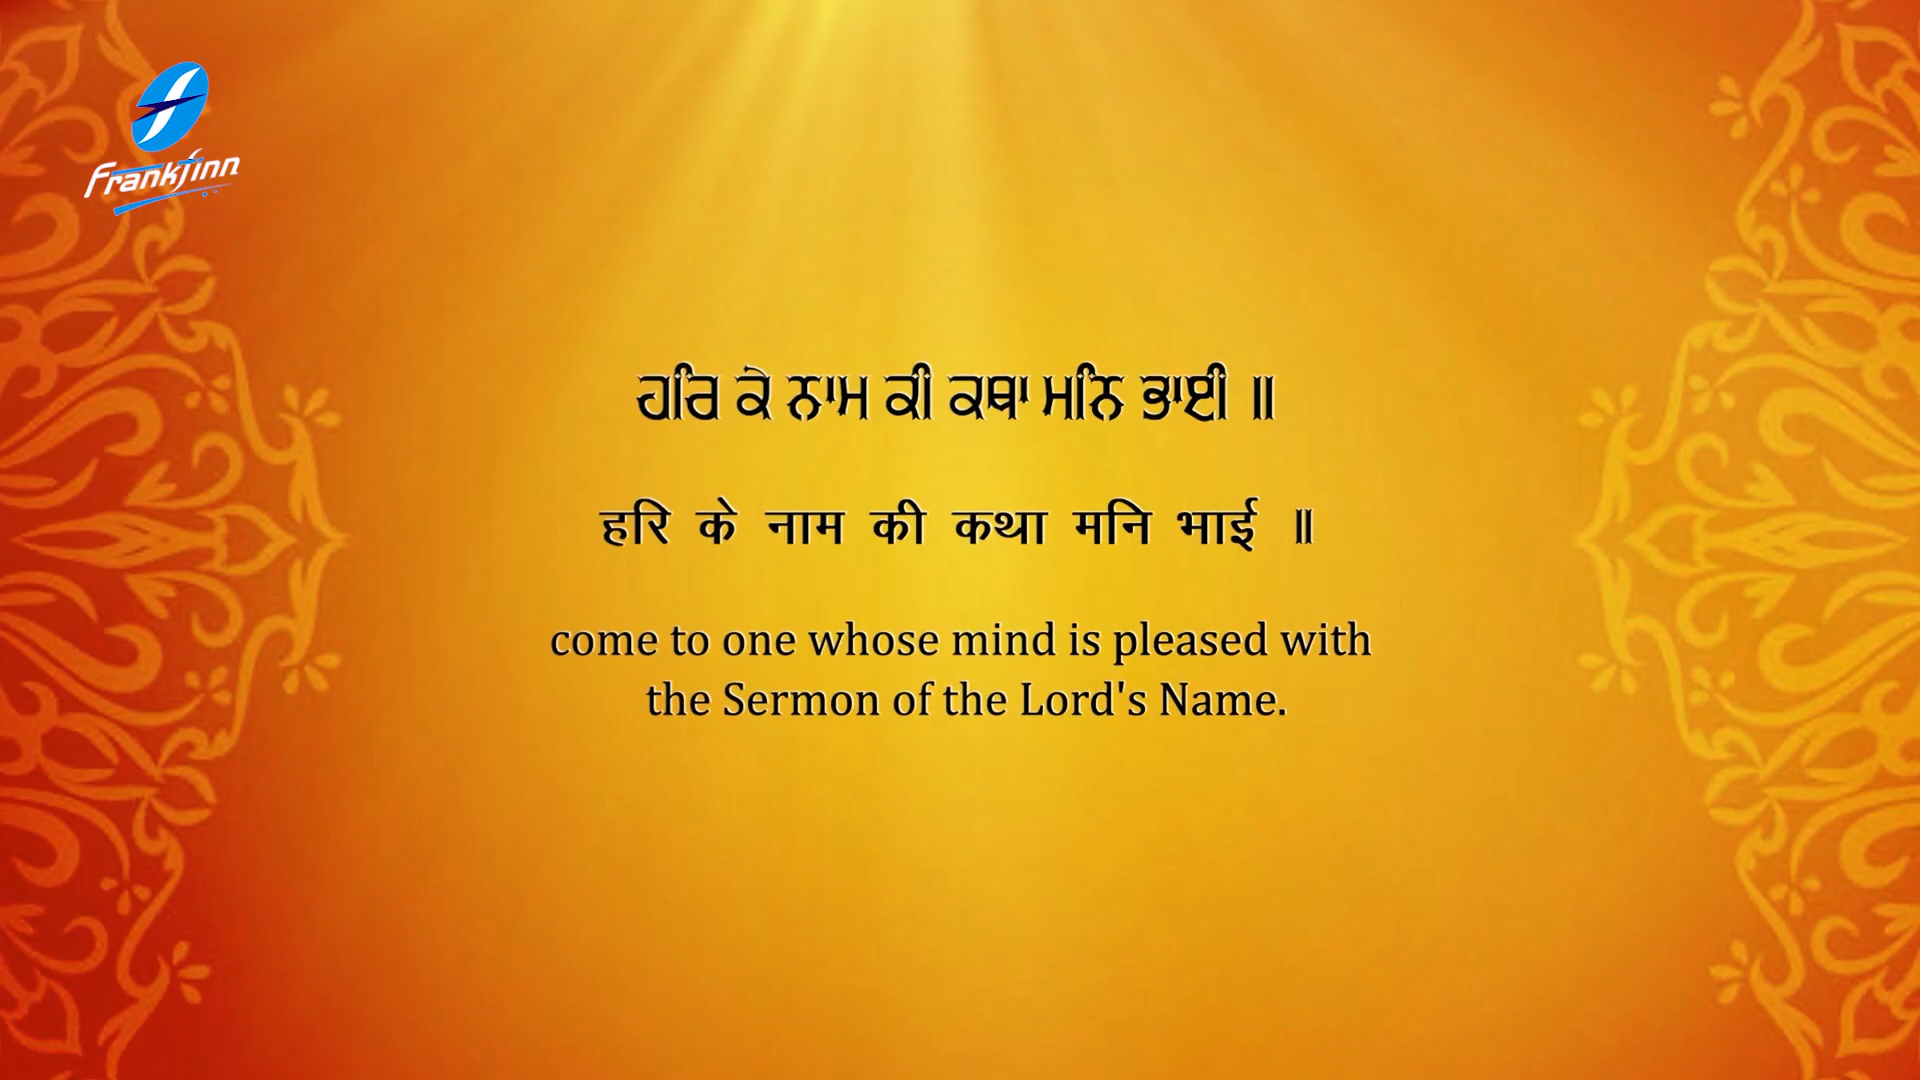 Frankfinn
ਹਰਿ ਕੇ ਨਾਮ ਕੀ ਕਥਾ ਮਨਿ ਭਾਈ ॥
हरि के नाम की कथा मनि भाई ॥
come to one whose mind is pleased with
the Sermon of the Lord's Name.